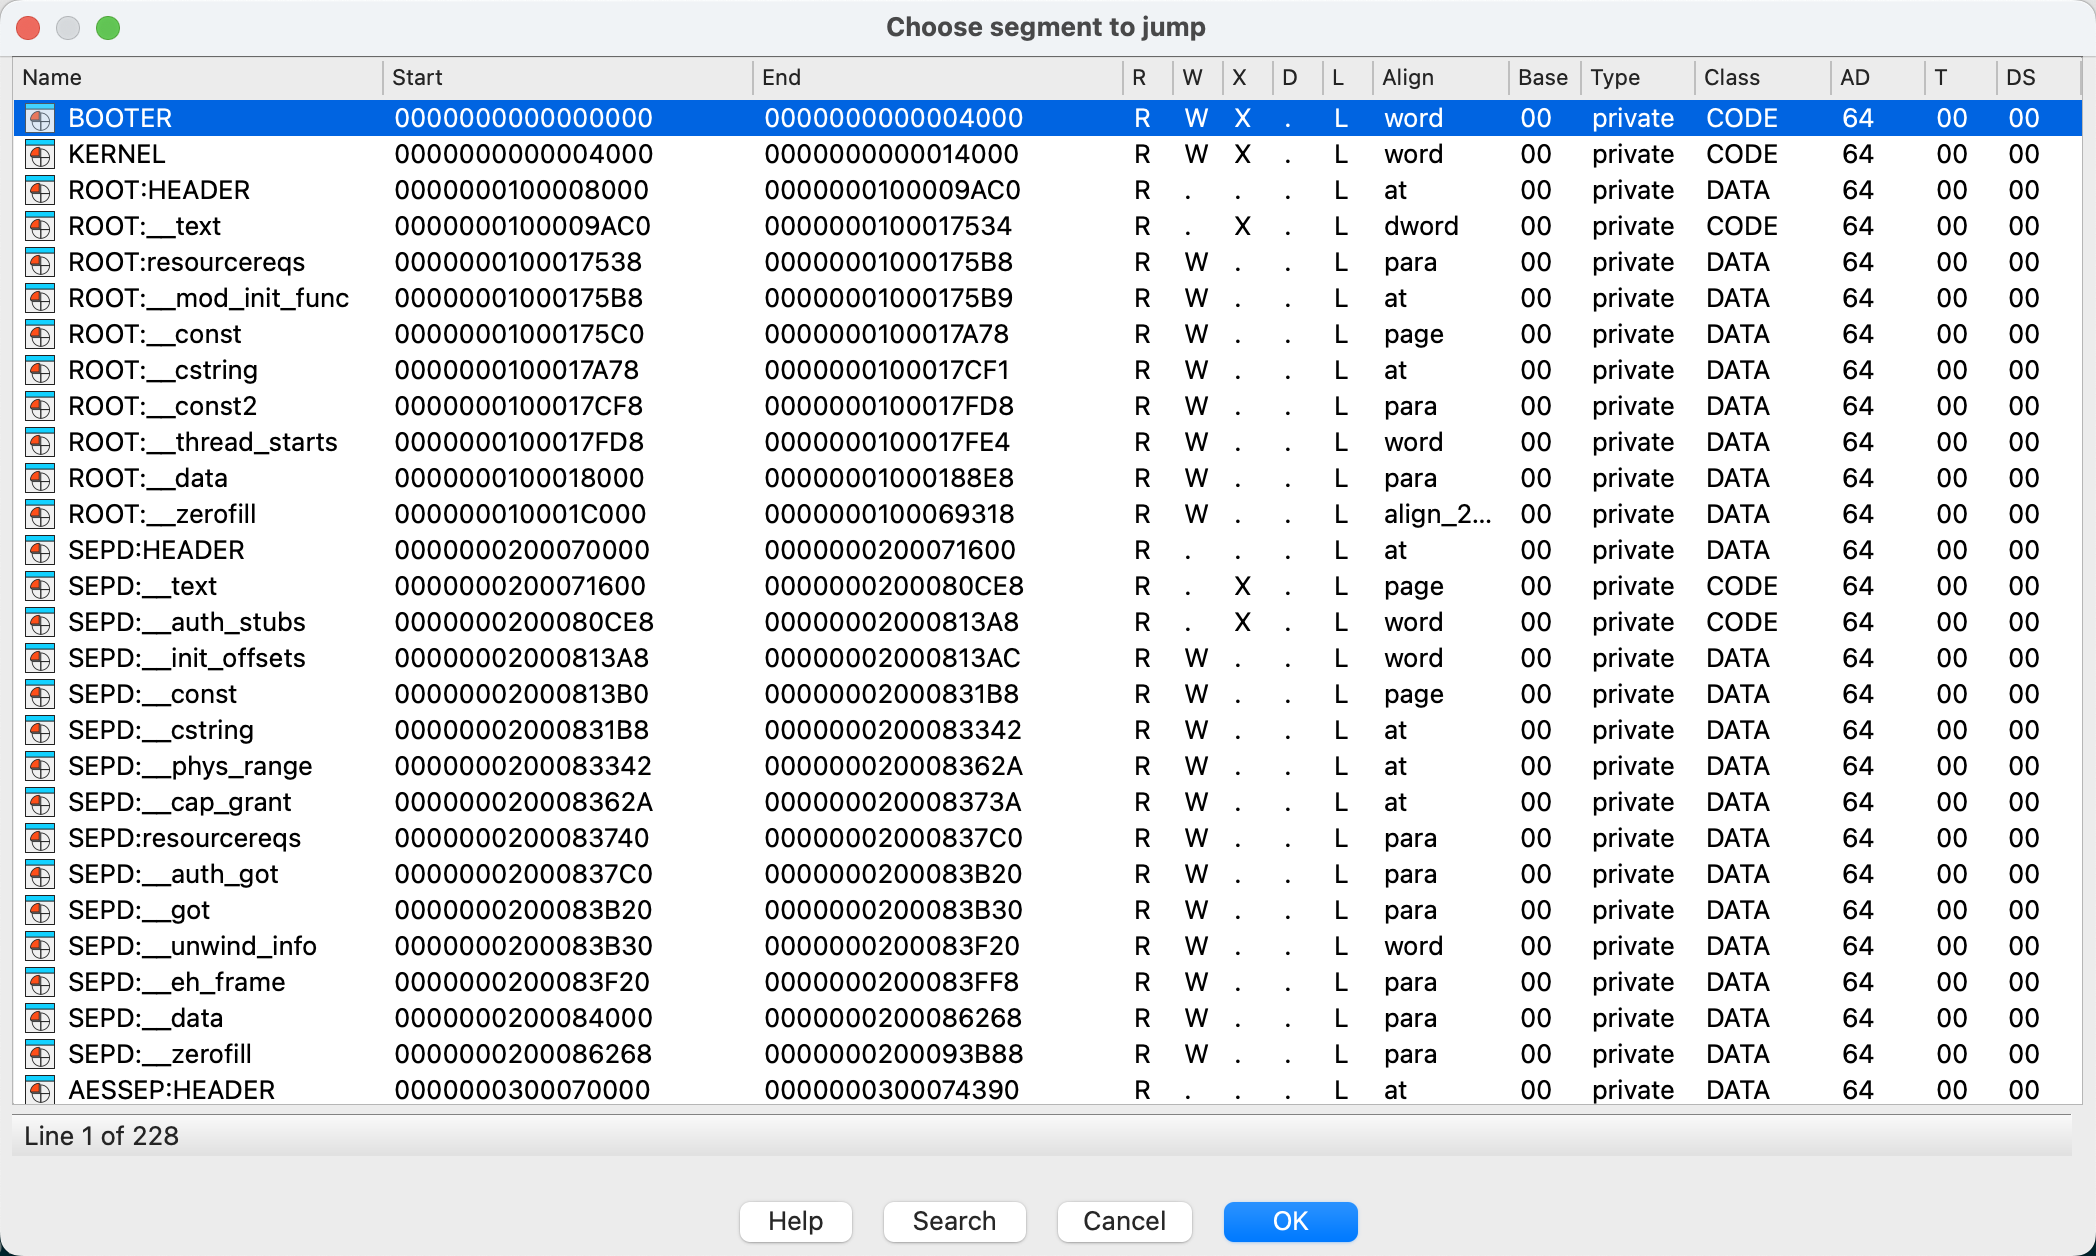 Choose segment to jump
Name Start End R W X D L Align Base Type Class AD T DS
BOOTER 0000000000000000 0000000000004000 R W X . L word 00 private CODE 64 00 00
KERNEL 0000000000004000 0000000000014000 R W X . L word 00 private CODE 64 00 00
ROOT:HEADER 0000000100008000 0000000100009AC0 R . . . L at 00 private DATA 64 00 00
ROOT:__text 0000000100009AC0 0000000100017534 R . X . L dword 00 private CODE 64 00 00
ROOT:resourcereqs 0000000100017538 00000001000175B8 R W . . L para 00 private DATA 64 00 00
ROOT:__mod_init_func 00000001000175B8 00000001000175B9 R W . . L at 00 private DATA 64 00 00
ROOT:__const 00000001000175C0 0000000100017A78 R W . . L page 00 private DATA 64 00 00
ROOT:__cstring 0000000100017A78 0000000100017CF1 R W . . L at 00 private DATA 64 00 00
ROOT:__const2 0000000100017CF8 0000000100017FD8 R W . . L para 00 private DATA 64 00 00
ROOT:__thread_starts 0000000100017FD8 0000000100017FE4 R W . . L word 00 private DATA 64 00 00
ROOT:__data 0000000100018000 00000001000188E8 R W . . L para 00 private DATA 64 00 00
ROOT:__zerofill 000000010001C000 0000000100069318 R W . . L align_2... 00 private DATA 64 00 00
SEPD:HEADER 0000000200070000 0000000200071600 R . . . L at 00 private DATA 64 00 00
SEPD:__text 0000000200071600 0000000200080CE8 R . X . L page 00 private CODE 64 00 00
SEPD:__auth_stubs 0000000200080CE8 00000002000813A8 R . X . L word 00 private CODE 64 00 00
SEPD:__init_offsets 00000002000813A8 00000002000813AC R W . . L word 00 private DATA 64 00 00
SEPD:__const 00000002000813B0 00000002000831B8 R W . . L page 00 private DATA 64 00 00
SEPD:__cstring 00000002000831B8 0000000200083342 R W . . L at 00 private DATA 64 00 00
SEPD:__phys_range 0000000200083342 000000020008362A R W . . L at 00 private DATA 64 00 00
SEPD:__cap_grant 000000020008362A 000000020008373A R W . . L at 00 private DATA 64 00 00
SEPD:resourcereqs 0000000200083740 00000002000837C0 R W . . L para 00 private DATA 64 00 00
SEPD:__auth_got 00000002000837C0 0000000200083B20 R W . . L para 00 private DATA 64 00 00
SEPD:__got 0000000200083B20 0000000200083B30 R W . . L para 00 private DATA 64 00 00
SEPD:__unwind_info 0000000200083B30 0000000200083F20 R W . . L word 00 private DATA 64 00 00
SEPD:__eh_frame 0000000200083F20 0000000200083FF8 R W . . L para 00 private DATA 64 00 00
SEPD:__data 0000000200084000 0000000200086268 R W . . L para 00 private DATA 64 00 00
SEPD:__zerofill 0000000200086268 0000000200093B88 R W . . L para 00 private DATA 64 00 00
AESSEP:HEADER 0000000300070000 0000000300074390 R . . . L at 00 private DATA 64 00 00
Line 1 of 228
Help Search Cancel OK